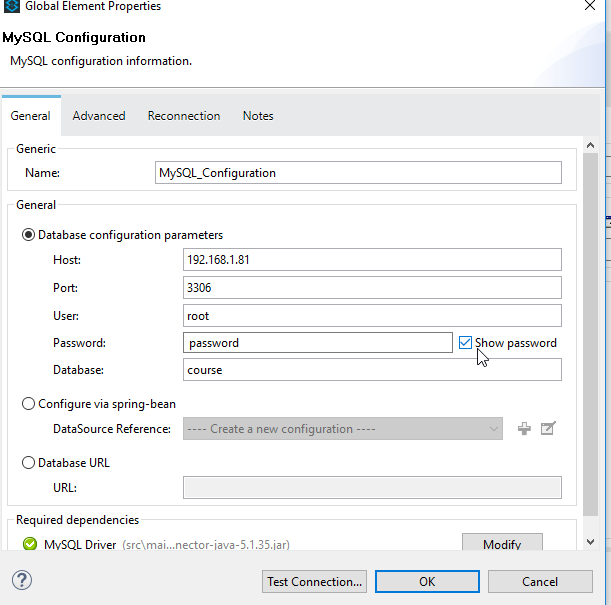 Global Element Properties
MySQL Configuration
MySQL configuration information.
General Advanced Reconnection Notes
Generic
Name: MySQL_Configuration
General
Database configuration parameters
Host: 192.168.1.81
Port: 3306
User: root
Password: password Show password
Database: course
Configure via spring-bean
DataSource Reference: ---- Create a new configuration ----
Database URL
URL:
Required dependencies
MySQL Driver (src\mai...nector-java-5.1.35.jar) Modify
Test Connection... OK Cancel